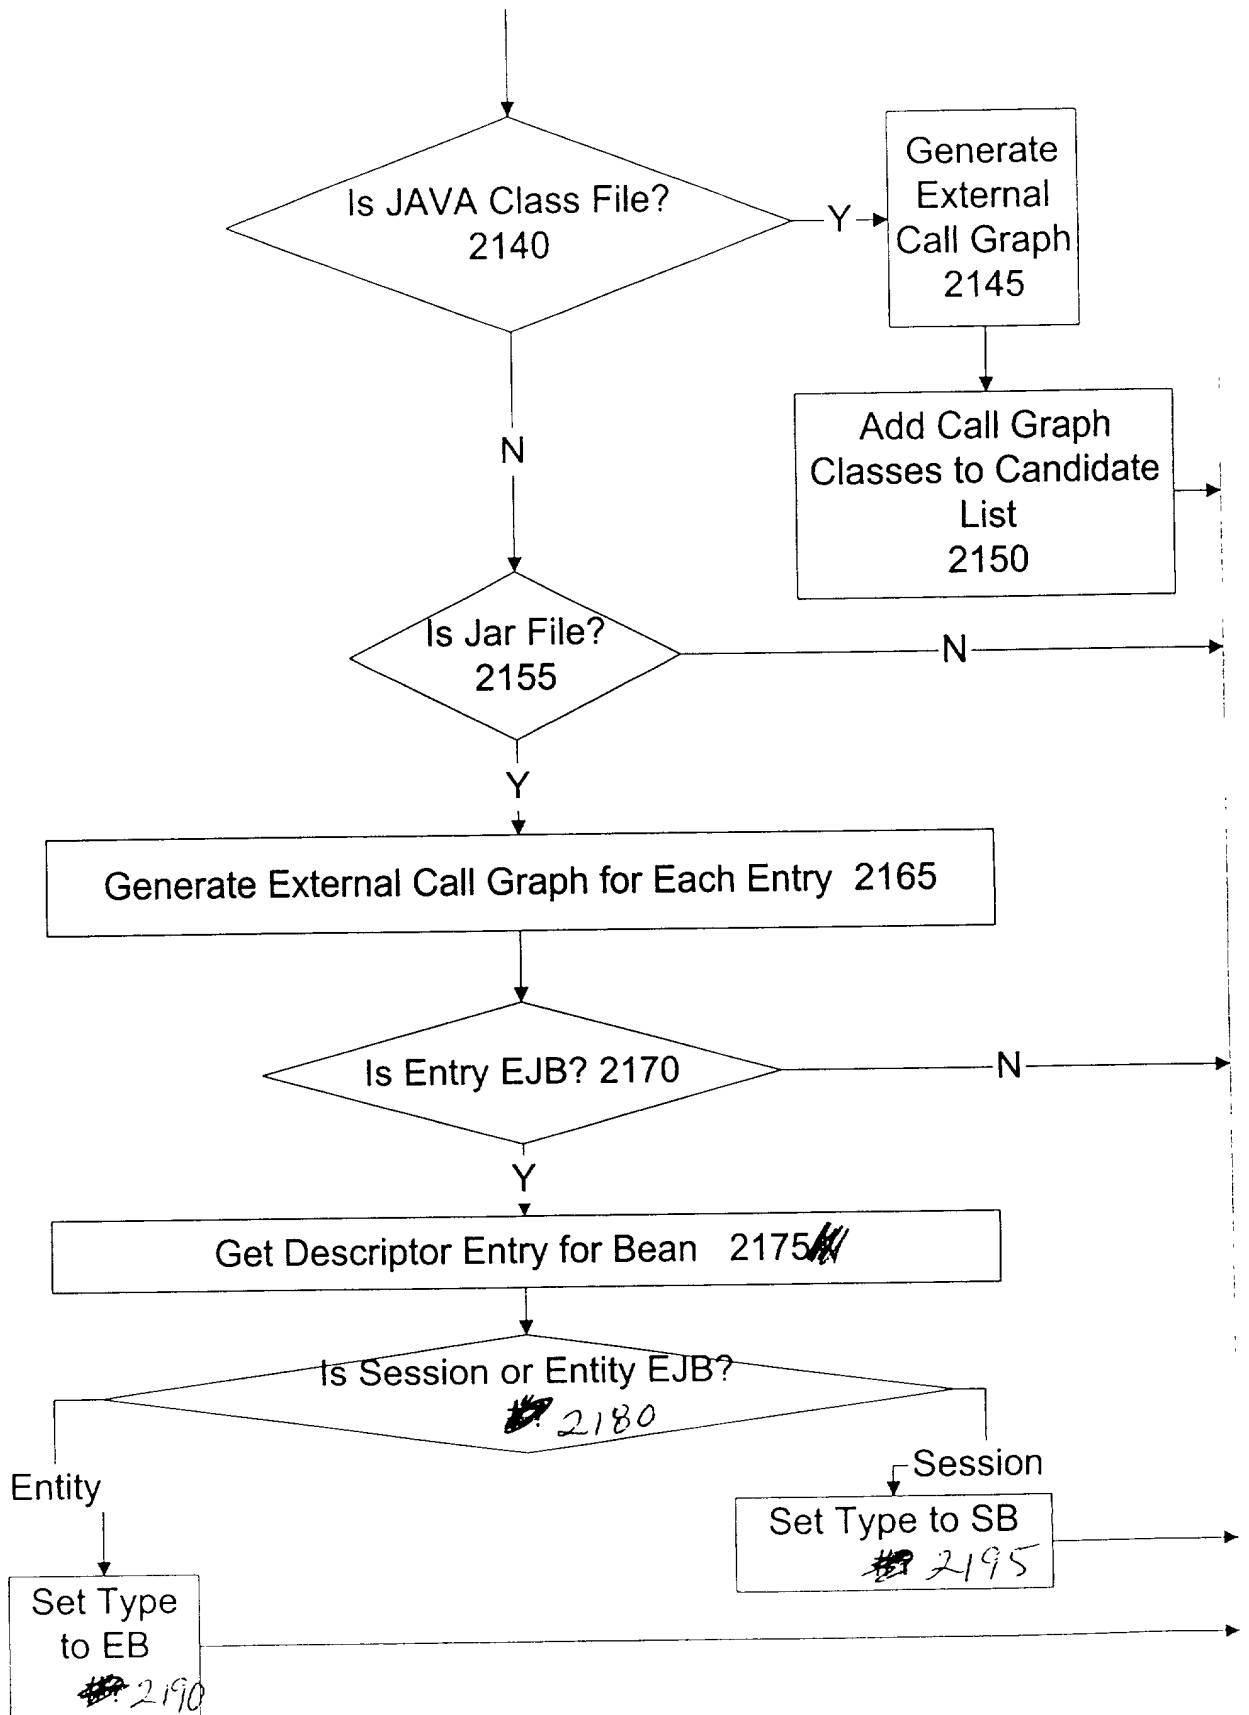 Is JAVA Class File?
2140
Y
Generate
External
Call Graph
2145
N
Add Call Graph
Classes to Candidate
List
2150
Is Jar File?
2155
N
Y
Generate External Call Graph for Each Entry 2165
Is Entry EJB? 2170
N
Y
Get Descriptor Entry for Bean 2175
Is Session or Entity EJB?
2180
Entity
Session
Set Type to SB
2195
Set Type
to EB
2190